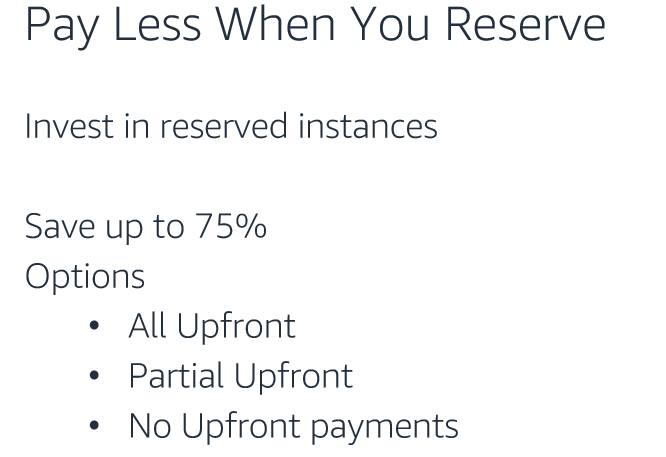 Pay Less When You Reserve
Invest in reserved instances
Save up to 75%
Options
• All Upfront
• Partial Upfront
• No Upfront payments